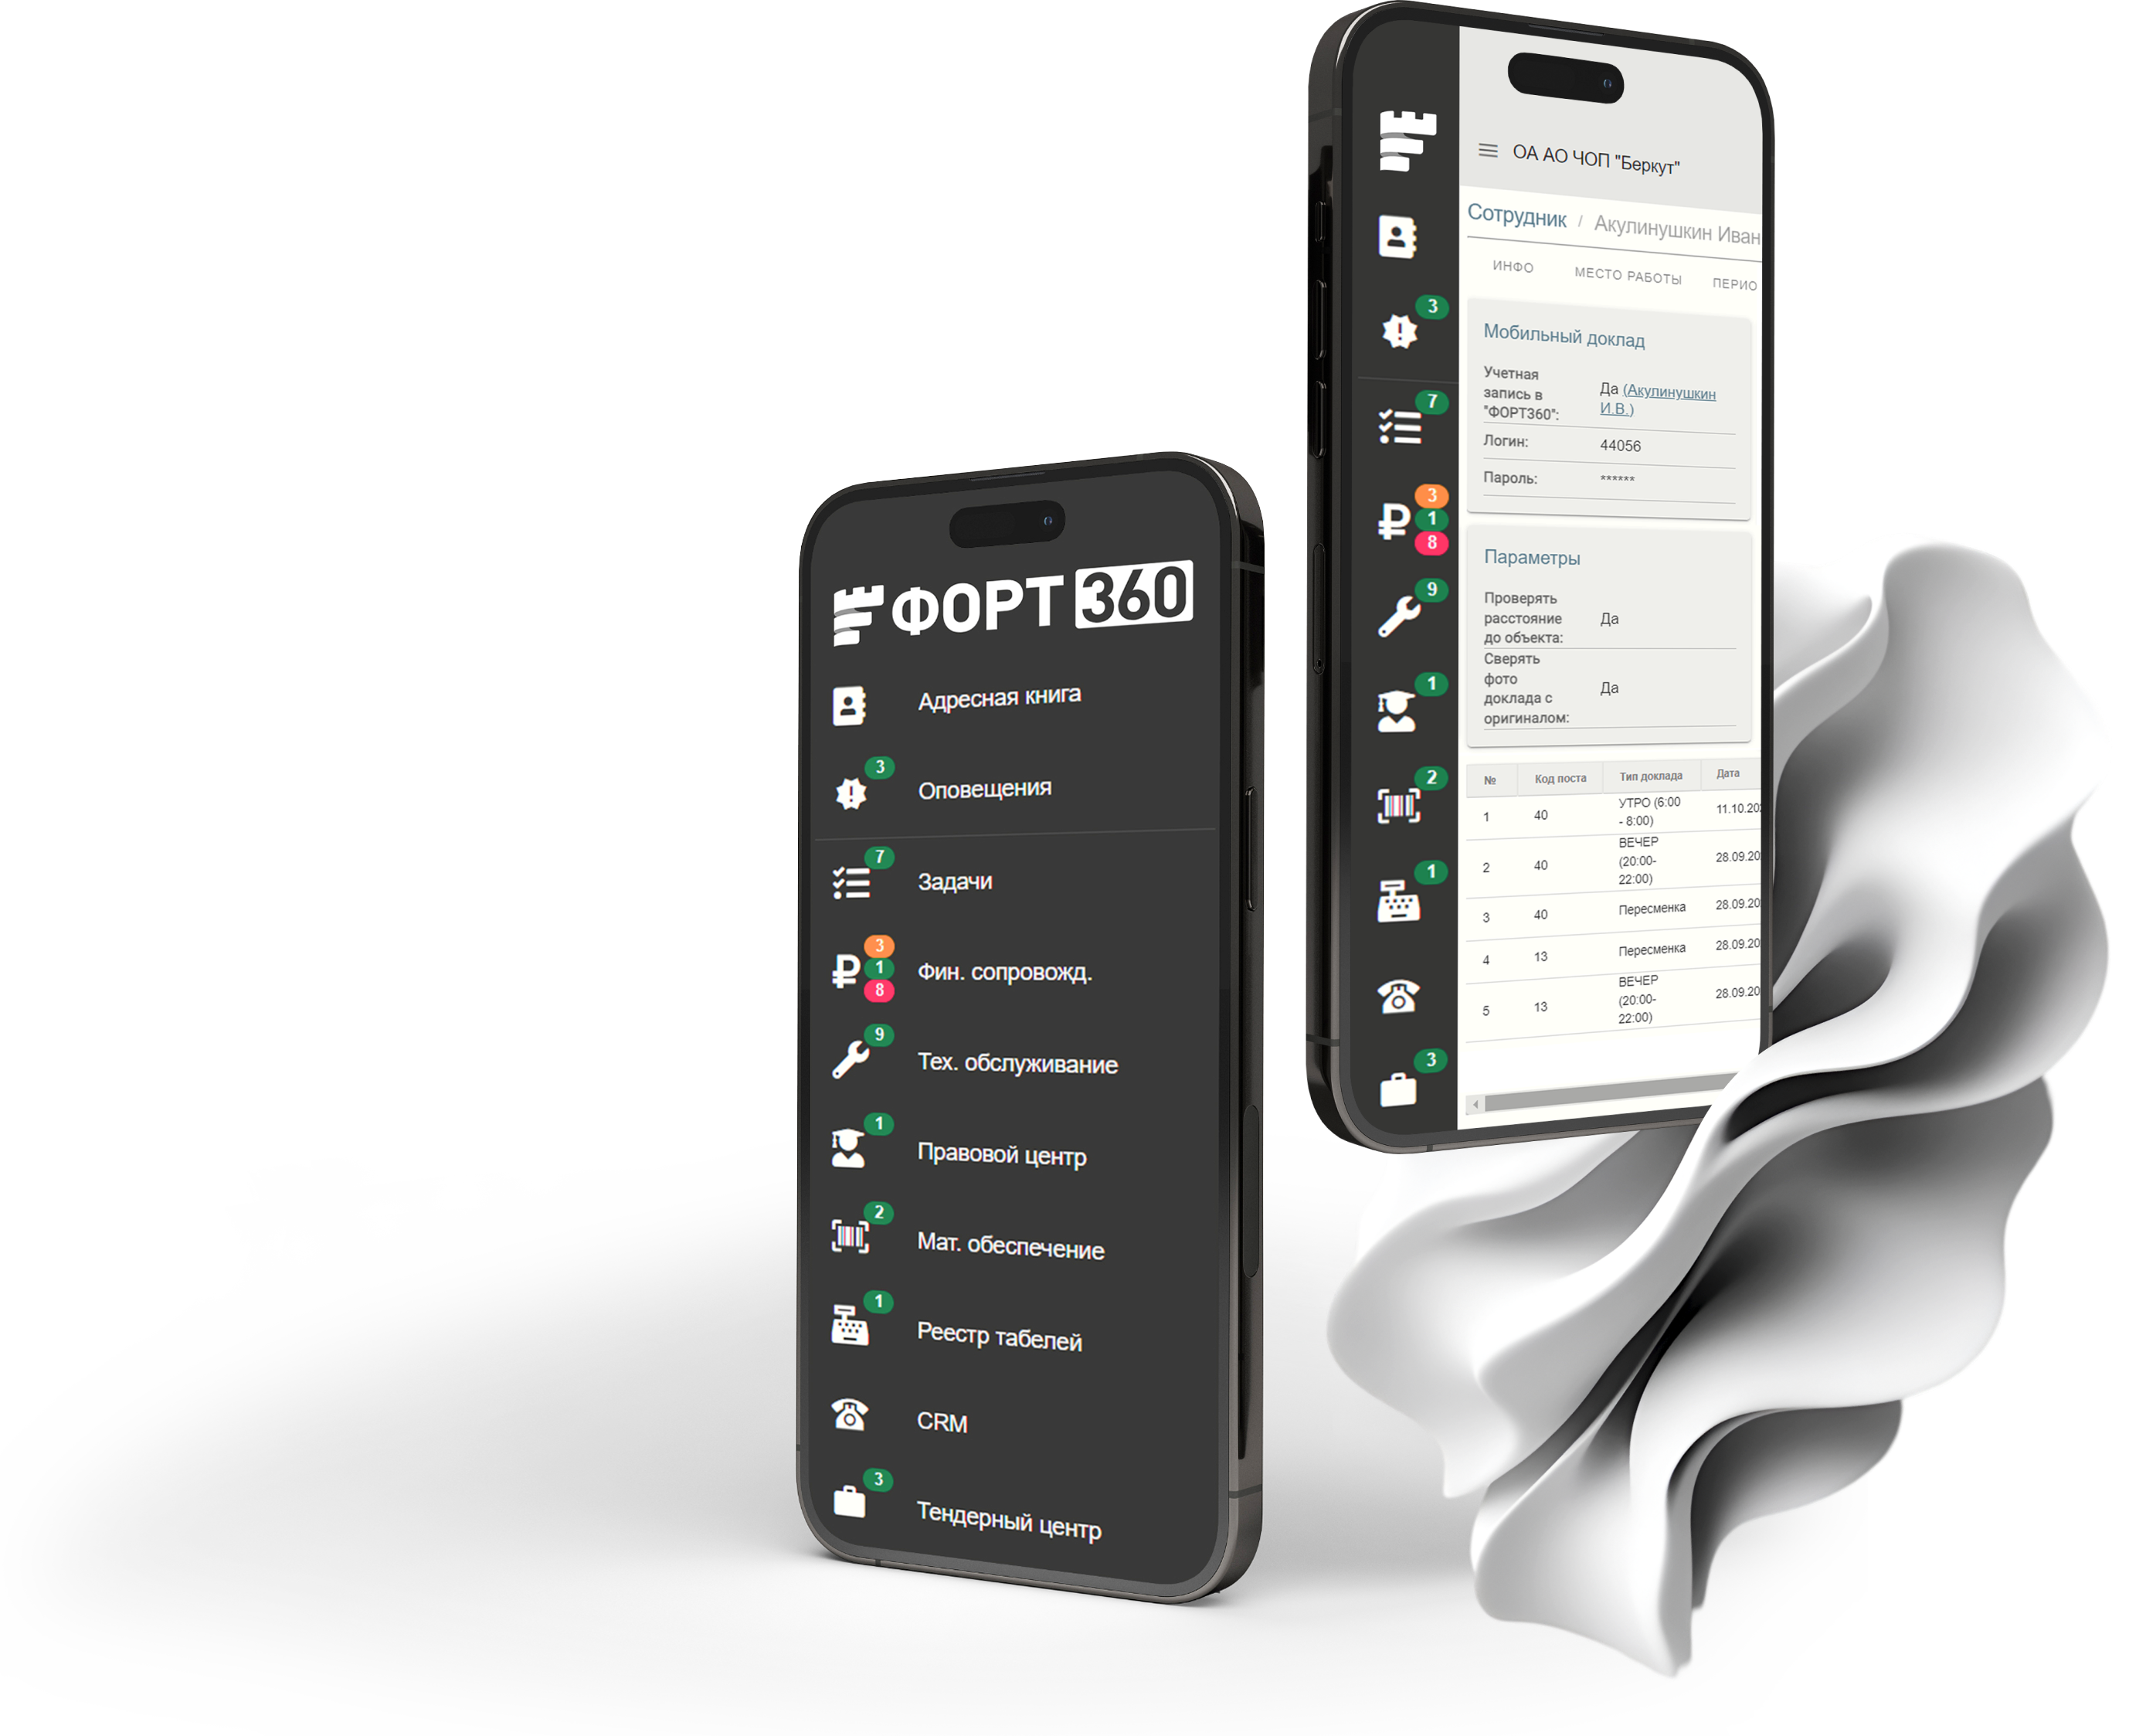 ФОРТ 360
Адресная книга
3
Оповещения
7
Задачи
3
1
8
Фин. сопровожд.
9
Тех. обслуживание
1
Правовой центр
2
Мат. обеспечение
1
Реестр табелей
CRM
3
Тендерный центр
ОА АО ЧОП "Беркут"
Сотрудник / Акулинушкин Иван
ИНФО МЕСТО РАБОТЫ ПЕРИО
3
7
3
1
8
9
1
2
1
3
Мобильный доклад
Учетная
запись в
"ФОРТ360":
Да (Акулинушкин
И.В.)
Логин: 44056
Пароль: ******
Параметры
Проверять
расстояние
до объекта:
Да
Сверять
фото
доклада с
оригиналом:
Да
№ Код поста Тип доклада Дата
1 40 УТРО (6:00
- 8:00)
11.10.20
2 40 ВЕЧЕР
(20:00-
22:00)
28.09.20
3 40 Пересменка 28.09.20
4 13 Пересменка 28.09.20
5 13 ВЕЧЕР
(20:00-
22:00)
28.09.20